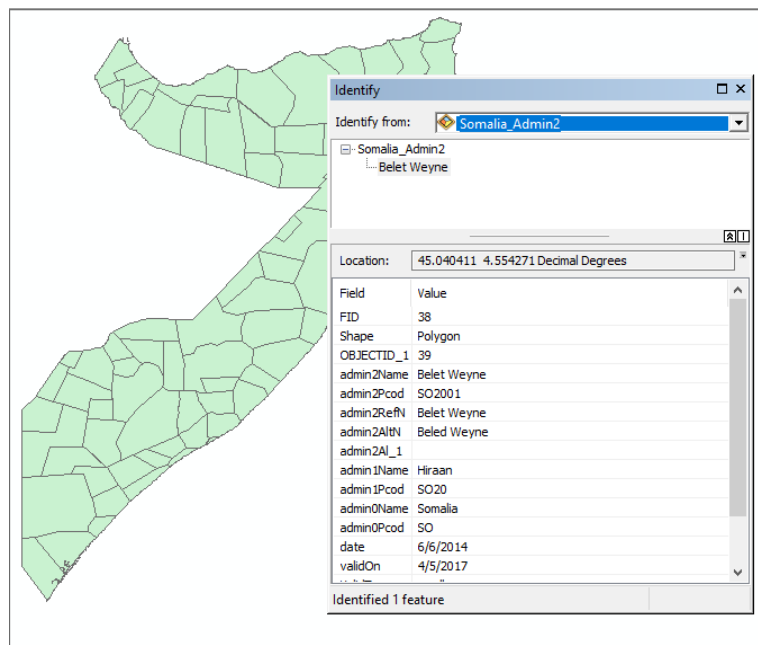 Identify
Identify from: Somalia_Admin2
Somalia_Admin2
Belet Weyne
Location: 45.040411 4.554271 Decimal Degrees
Field Value
FID 38
Shape Polygon
OBJECTID_1 39
admin2Name Belet Weyne
admin2Pcod SO2001
admin2RefN Belet Weyne
admin2AltN Beled Weyne
admin2Al_1
admin1Name Hiraan
admin1Pcod SO20
admin0Name Somalia
admin0Pcod SO
date 6/6/2014
validOn 4/5/2017
Identified 1 feature